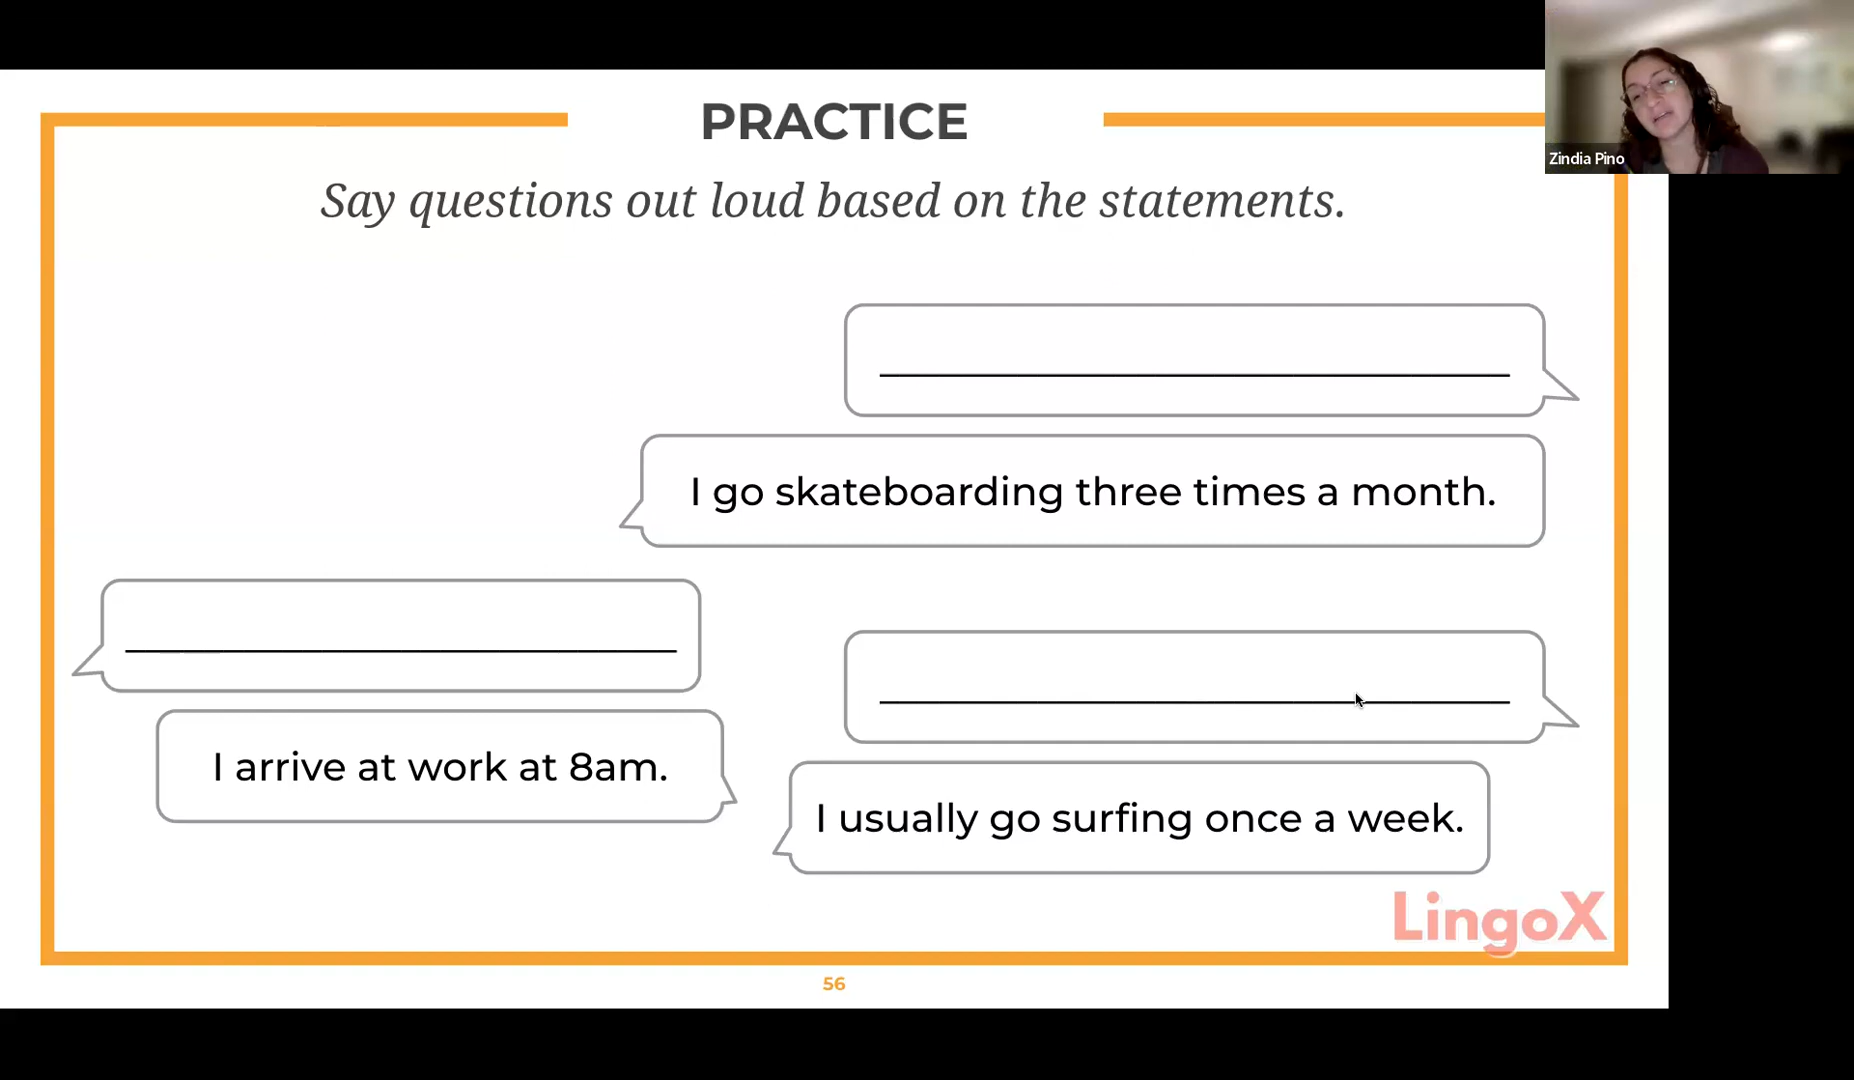 PRACTICE
Zindia Pino
Say questions out loud based on the statements.
I go skateboarding three times a month.
I arrive at work at 8am.
I usually go surfing once a week.
LingoX
56